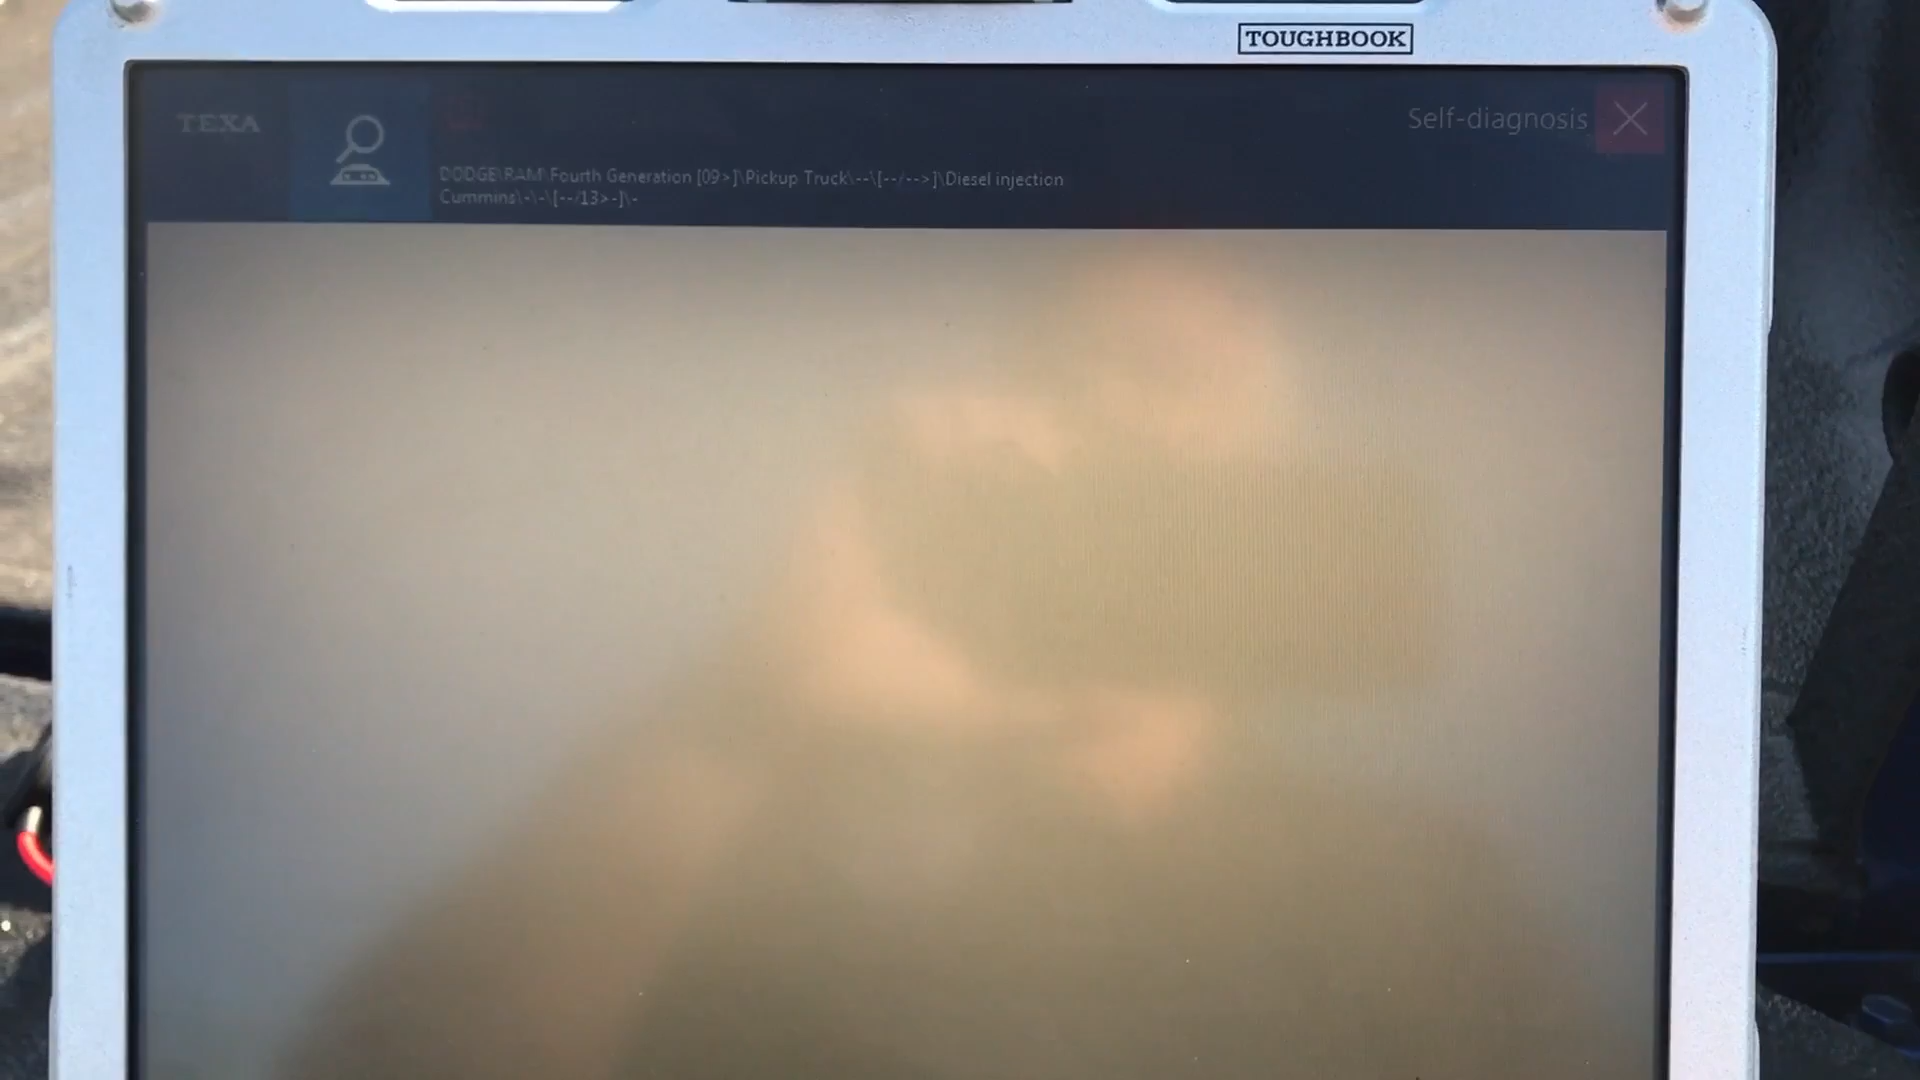 TOUGHBOOK
TEXA
Self-diagnosis
DODGE\RAM\Fourth Generation [09>]\Pickup Truck\--\[--/-->]\Diesel injection
Cummins\-\-\[--/13>-]\-